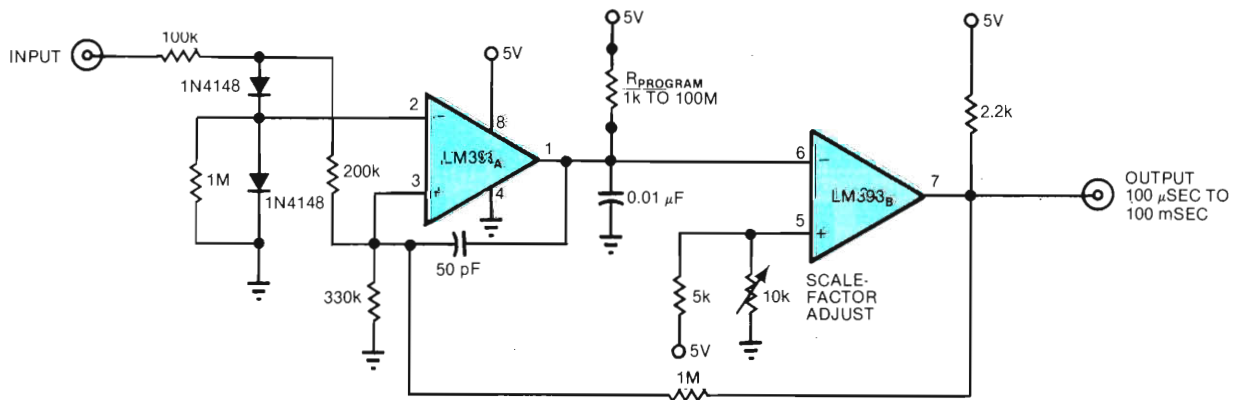 INPUT
100k
1N4148
1M
1N4148
200k
330k
2
3
8
4
1
5V
LM393A
50 pF
5V
RPROGRAM
1k TO 100M
0.01 µF
6
5
7
LM393B
5k
5V
10k
SCALE-
FACTOR
ADJUST
1M
5V
2.2k
OUTPUT
100 µSEC TO
100 mSEC